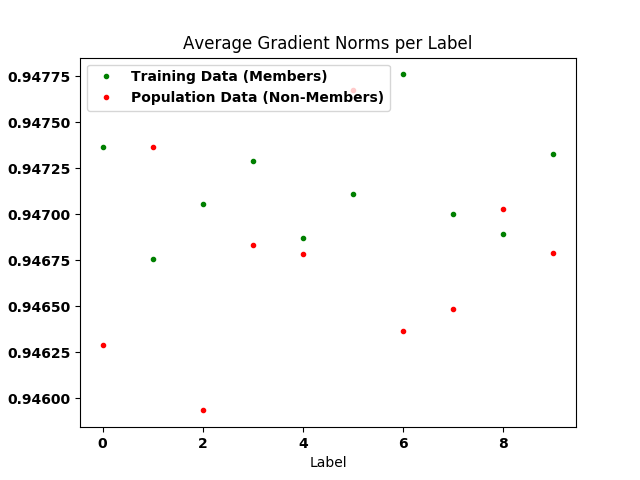 Average Gradient Norms per Label
Training Data (Members)
Population Data (Non-Members)
0.94775
0.94750
0.94725
0.94700
0.94675
0.94650
0.94625
0.94600
0 2 4 6 8
Label